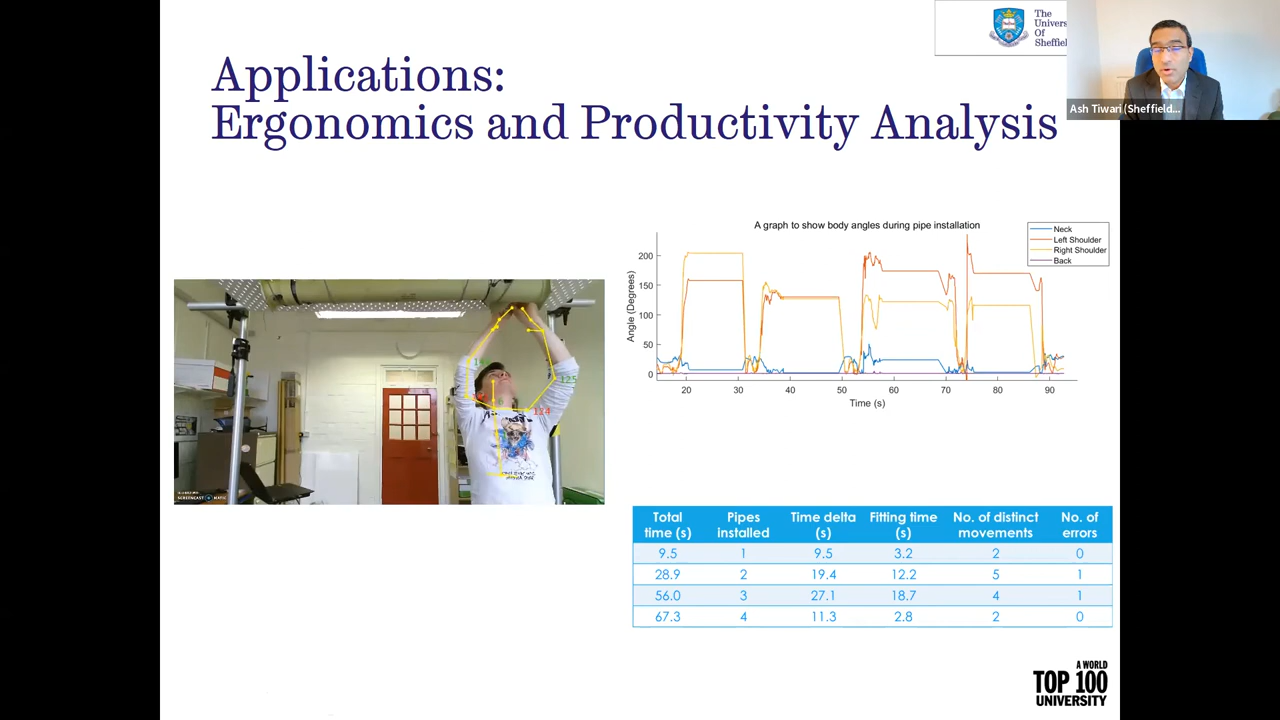 The
Univers
Of
Sheffiel
Ash Tiwari (Sheffield...
Applications:
Ergonomics and Productivity Analysis
A graph to show body angles during pipe installation
Neck
Left Shoulder
Right Shoulder
Back
Angle (Degrees)
200
150
100
50
0
20 30 40 50 60 70 80 90
Time (s)
125
124
SCREENCAST MATIC
Total time (s) Pipes installed Time delta (s) Fitting time (s) No. of distinct movements No. of errors
9.5 1 9.5 3.2 2 0
28.9 2 19.4 12.2 5 1
56.0 3 27.1 18.7 4 1
67.3 4 11.3 2.8 2 0
A WORLD
TOP 100
UNIVERSITY